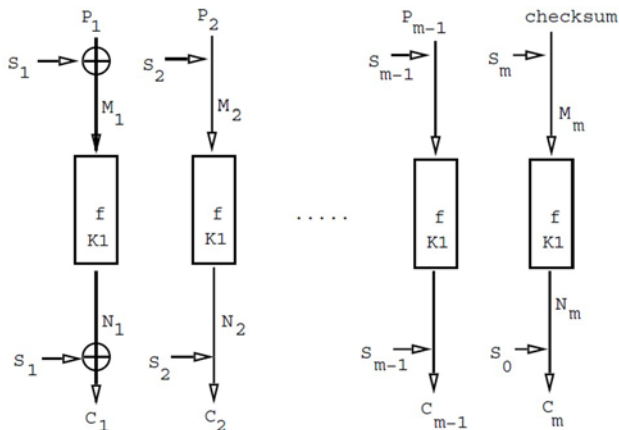 P1 P2 Pm-1 checksum
S1 S2 Sm-1 Sm
M1 M2 Mm
f f f f
K1 K1 K1 K1
N1 N2 Nm
S1 S2 Sm-1 S0
C1 C2 Cm-1 Cm